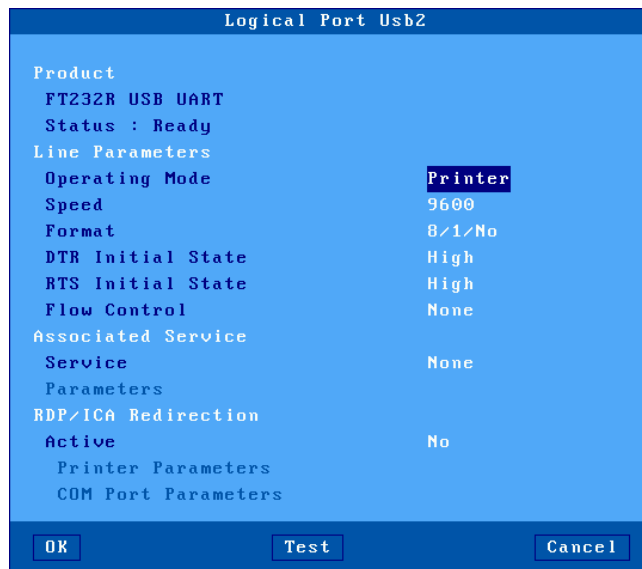 Logical Port Usb2
Product
FT232R USB UART
Status : Ready
Line Parameters
Operating Mode Printer
Speed 9600
Format 8/1/No
DTR Initial State High
RTS Initial State High
Flow Control None
Associated Service
Service None
Parameters
RDP/ICA Redirection
Active No
Printer Parameters
COM Port Parameters
OK Test Cancel